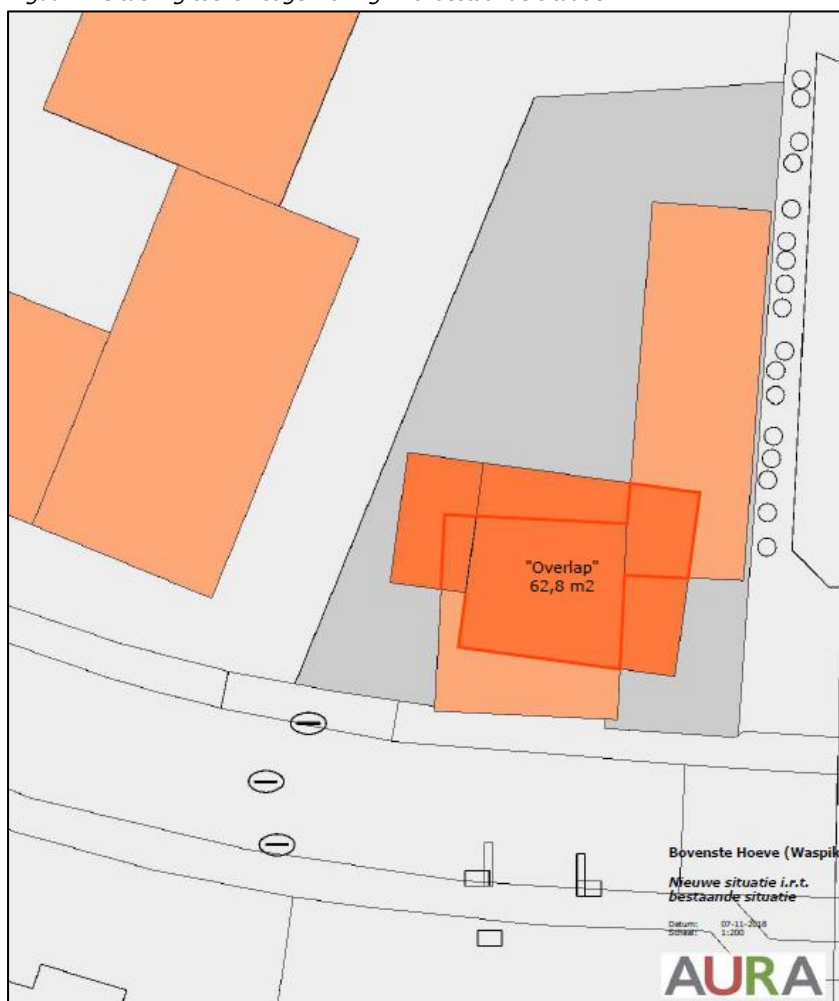 "Overlap"
62,8 m2
Bovenste Hoeve (Waspik
Nieuwe situatie i.r.t.
bestaande situatie
Datum: 07-11-2018
Schaal: 1:200
AURA